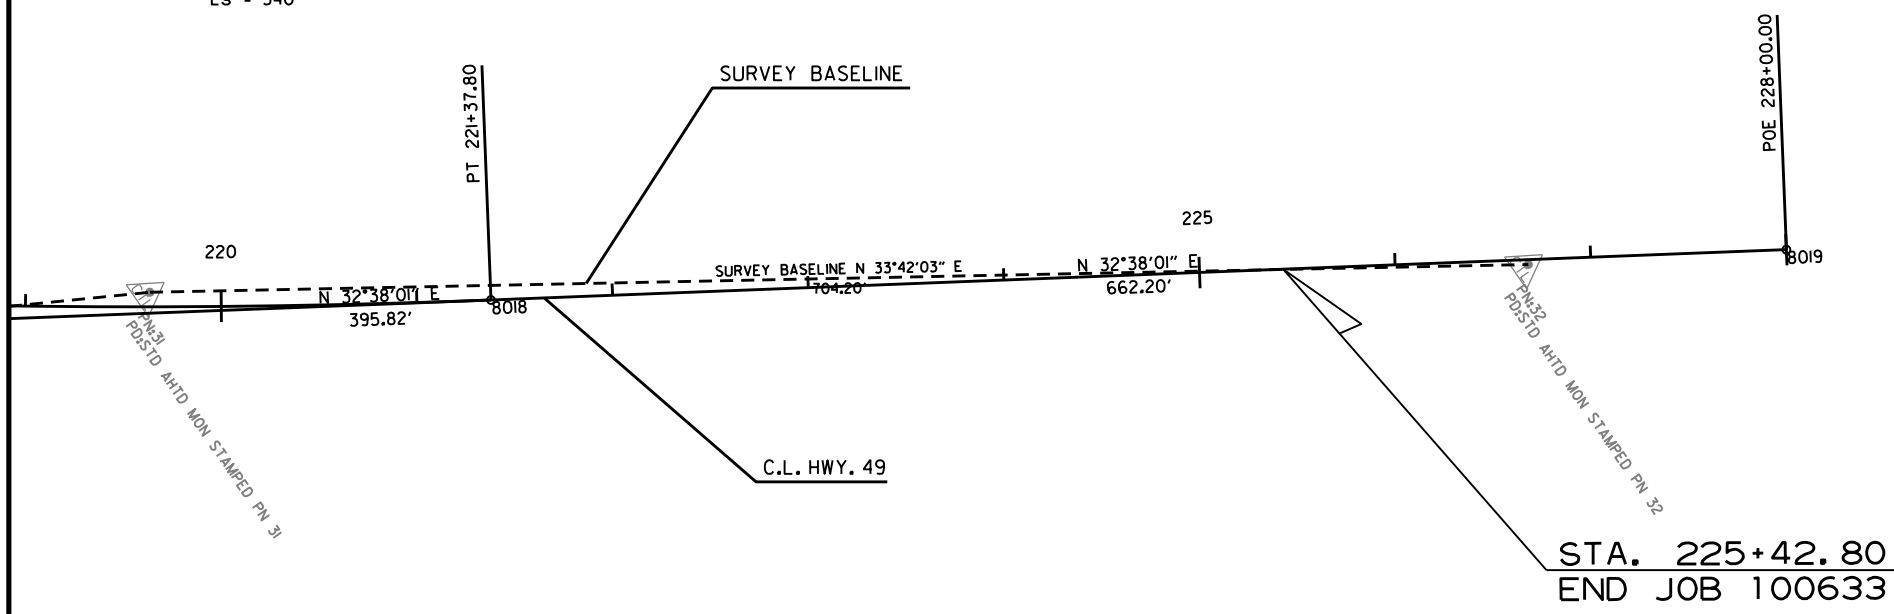 POE 228+00.00
PT 221+37.80
SURVEY BASELINE
225
220
SURVEY BASELINE N 33°42'03" E
704.20'
N 32°38'01" E
662.20'
N 32°38'01" E
395.82'
8018
8019
PN:31
PD:STD AHTD MON STAMPED PN 31
PN:32
PD:STD AHTD MON STAMPED PN 32
C.L. HWY. 49
STA. 225+42.80
END JOB 100633